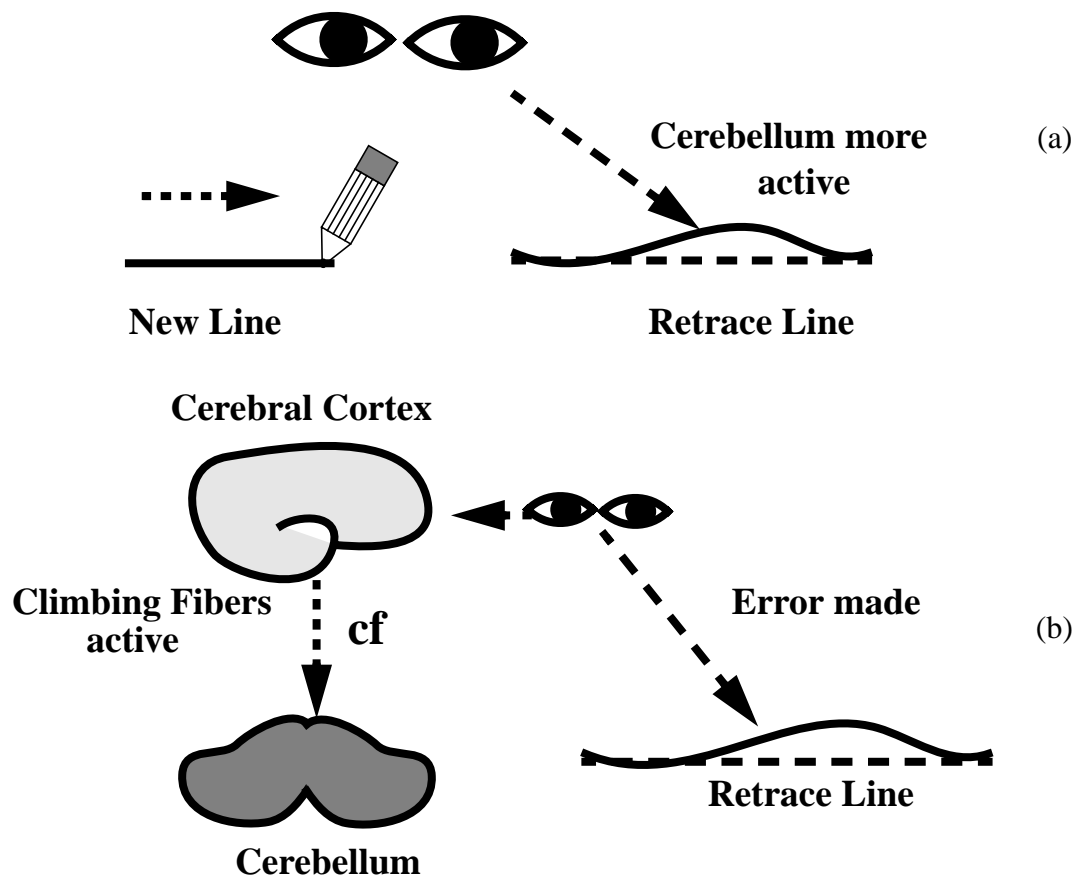 Cerebellum more
active
(a)
New Line
Retrace Line
Cerebral Cortex
Climbing Fibers
active
cf
Error made
(b)
Retrace Line
Cerebellum